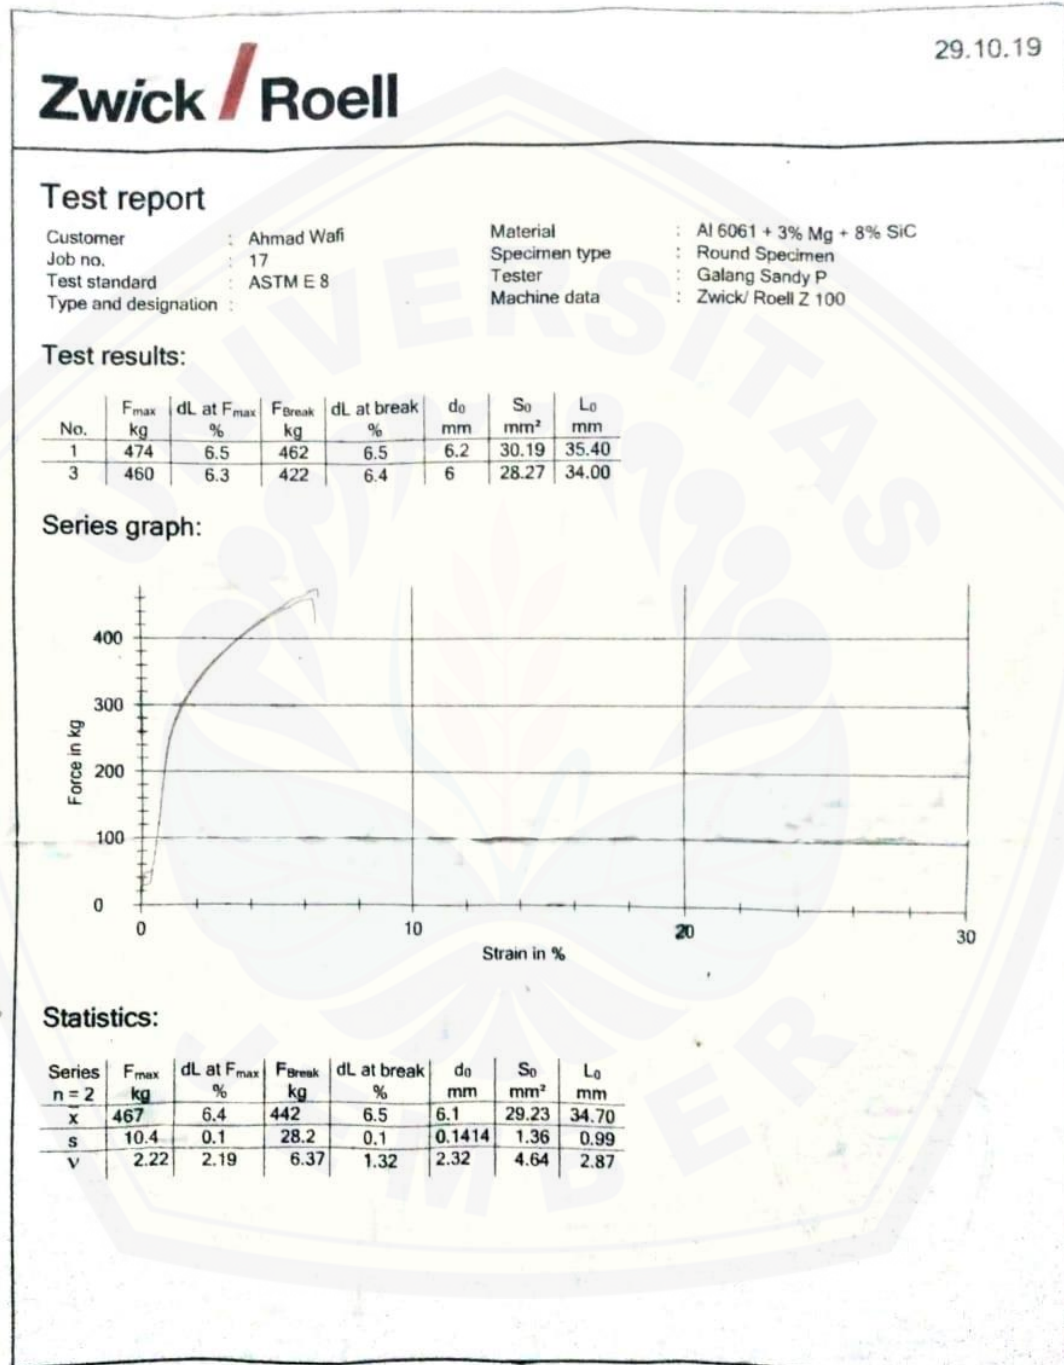 29.10.19
Zwick / Roell
Test report
Customer : Ahmad Wafi
Job no. : 17
Test standard : ASTM E 8
Type and designation :
Material : Al 6061 + 3% Mg + 8% SiC
Specimen type : Round Specimen
Tester : Galang Sandy P
Machine data : Zwick/ Roell Z 100
Test results:
No. Fmax kg dL at Fmax % FBreak kg dL at break % d0 mm S0 mm² L0 mm
1 474 6.5 462 6.5 6.2 30.19 35.40
3 460 6.3 422 6.4 6 28.27 34.00
Series graph:
400
300
200
100
0
Force in kg
0 10 20 30
Strain in %
Statistics:
Series n = 2 Fmax kg dL at Fmax % FBreak kg dL at break % d0 mm S0 mm² L0 mm
x̄ 467 6.4 442 6.5 6.1 29.23 34.70
s 10.4 0.1 28.2 0.1 0.1414 1.36 0.99
ν 2.22 2.19 6.37 1.32 2.32 4.64 2.87
UNIVERSITAS
JEMBER